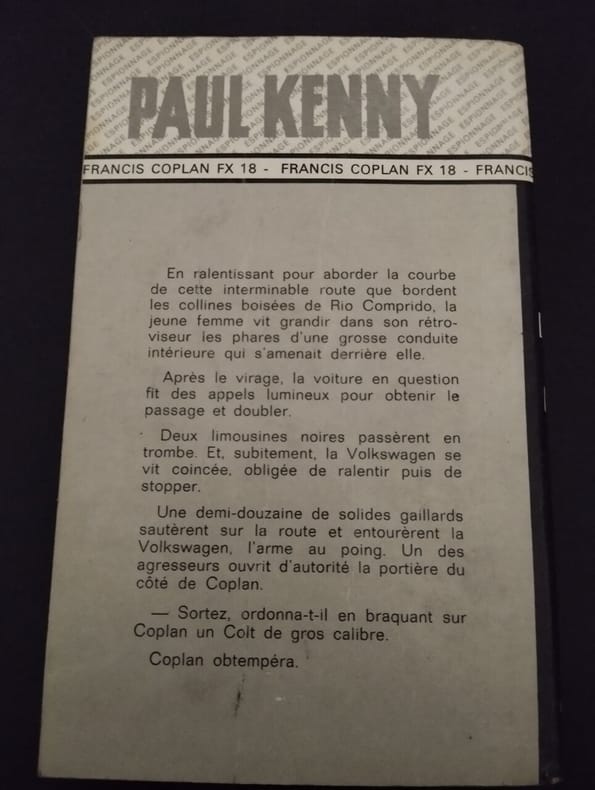 PAUL KENNY
FRANCIS COPLAN FX 18 - FRANCIS COPLAN FX 18 - FRANCIS
En ralentissant pour aborder la courbe
de cette interminable route que bordent
les collines boisées de Rio Comprido, la
jeune femme vit grandir dans son rétro-
viseur les phares d'une grosse conduite
intérieure qui s'amenait derrière elle.
Après le virage, la voiture en question
fit des appels lumineux pour obtenir le
passage et doubler.
Deux limousines noires passèrent en
trombe. Et, subitement, la Volkswagen se
vit coincée, obligée de ralentir puis de
stopper.
Une demi-douzaine de solides gaillards
sautèrent sur la route et entourèrent la
Volkswagen, l'arme au poing. Un des
agresseurs ouvrit d'autorité la portière du
côté de Coplan.
— Sortez, ordonna-t-il en braquant sur
Coplan un Colt de gros calibre.
Coplan obtempéra.